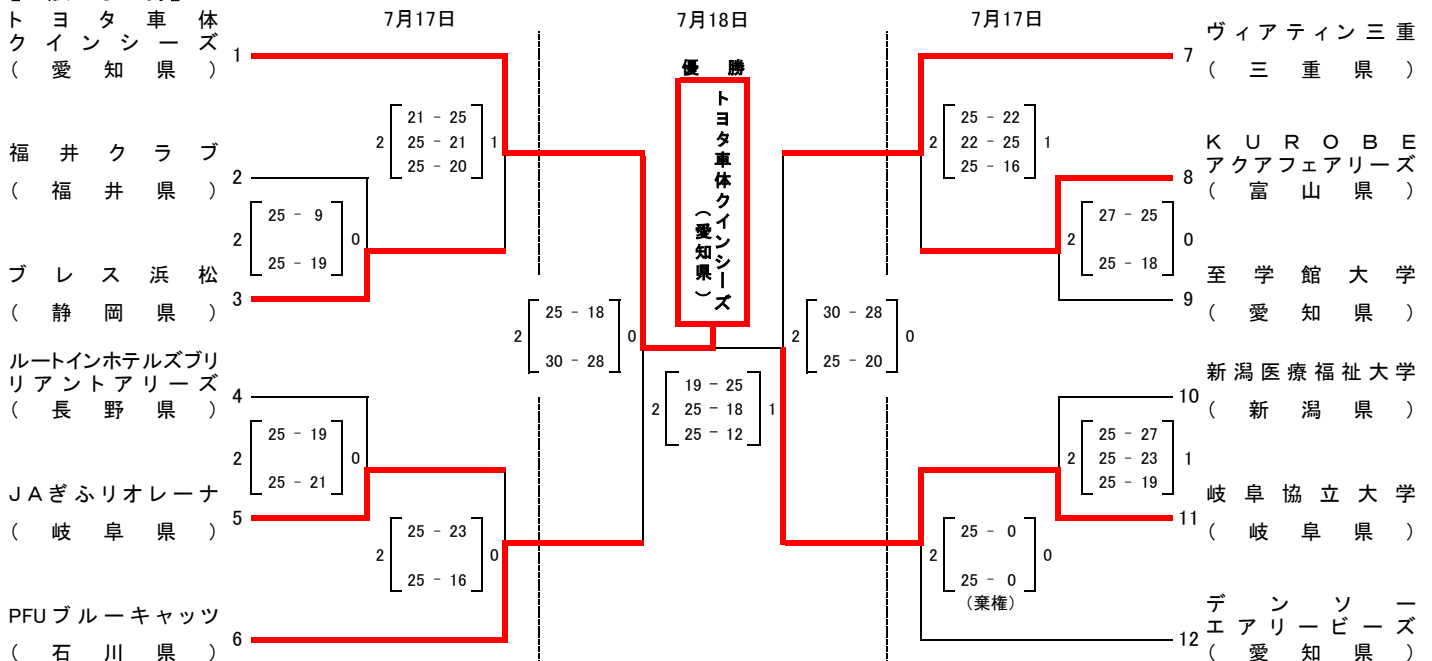 7月17日
7月18日
7月17日
トヨタ車体
クインシーズ
(愛知県)
1
福井クラブ
(福井県)
2
ブレス浜松
(静岡県)
3
ルートインホテルズブリ
リアントアリーズ
(長野県)
4
JAぎふリオレーナ
(岐阜県)
5
PFUブルーキャッツ
(石川県)
6
2
21 - 25
25 - 21
25 - 20
1
2
25 - 9
25 - 19
0
2
25 - 19
25 - 21
0
2
25 - 23
25 - 16
0
2
25 - 18
30 - 28
0
優勝
トヨタ車体クインシーズ
(愛知県)
2
19 - 25
25 - 18
25 - 12
1
2
30 - 28
25 - 20
0
2
25 - 22
22 - 25
25 - 16
1
2
27 - 25
25 - 18
0
2
25 - 27
25 - 23
25 - 19
1
2
25 - 0
25 - 0
0
(棄権)
ヴィアティン三重
7
(三重県)
KUROBE
アクアフェアリーズ
8
(富山県)
至学館大学
9
(愛知県)
新潟医療福祉大学
10
(新潟県)
岐阜協立大学
11
(岐阜県)
デンソー
エアリービーズ
12
(愛知県)